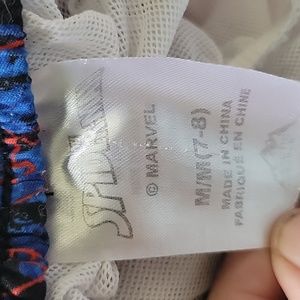 SPIDER-MAN
© MARVEL
M/M (7-8)
MADE IN CHINA
FABRIQUÉ EN CHINE